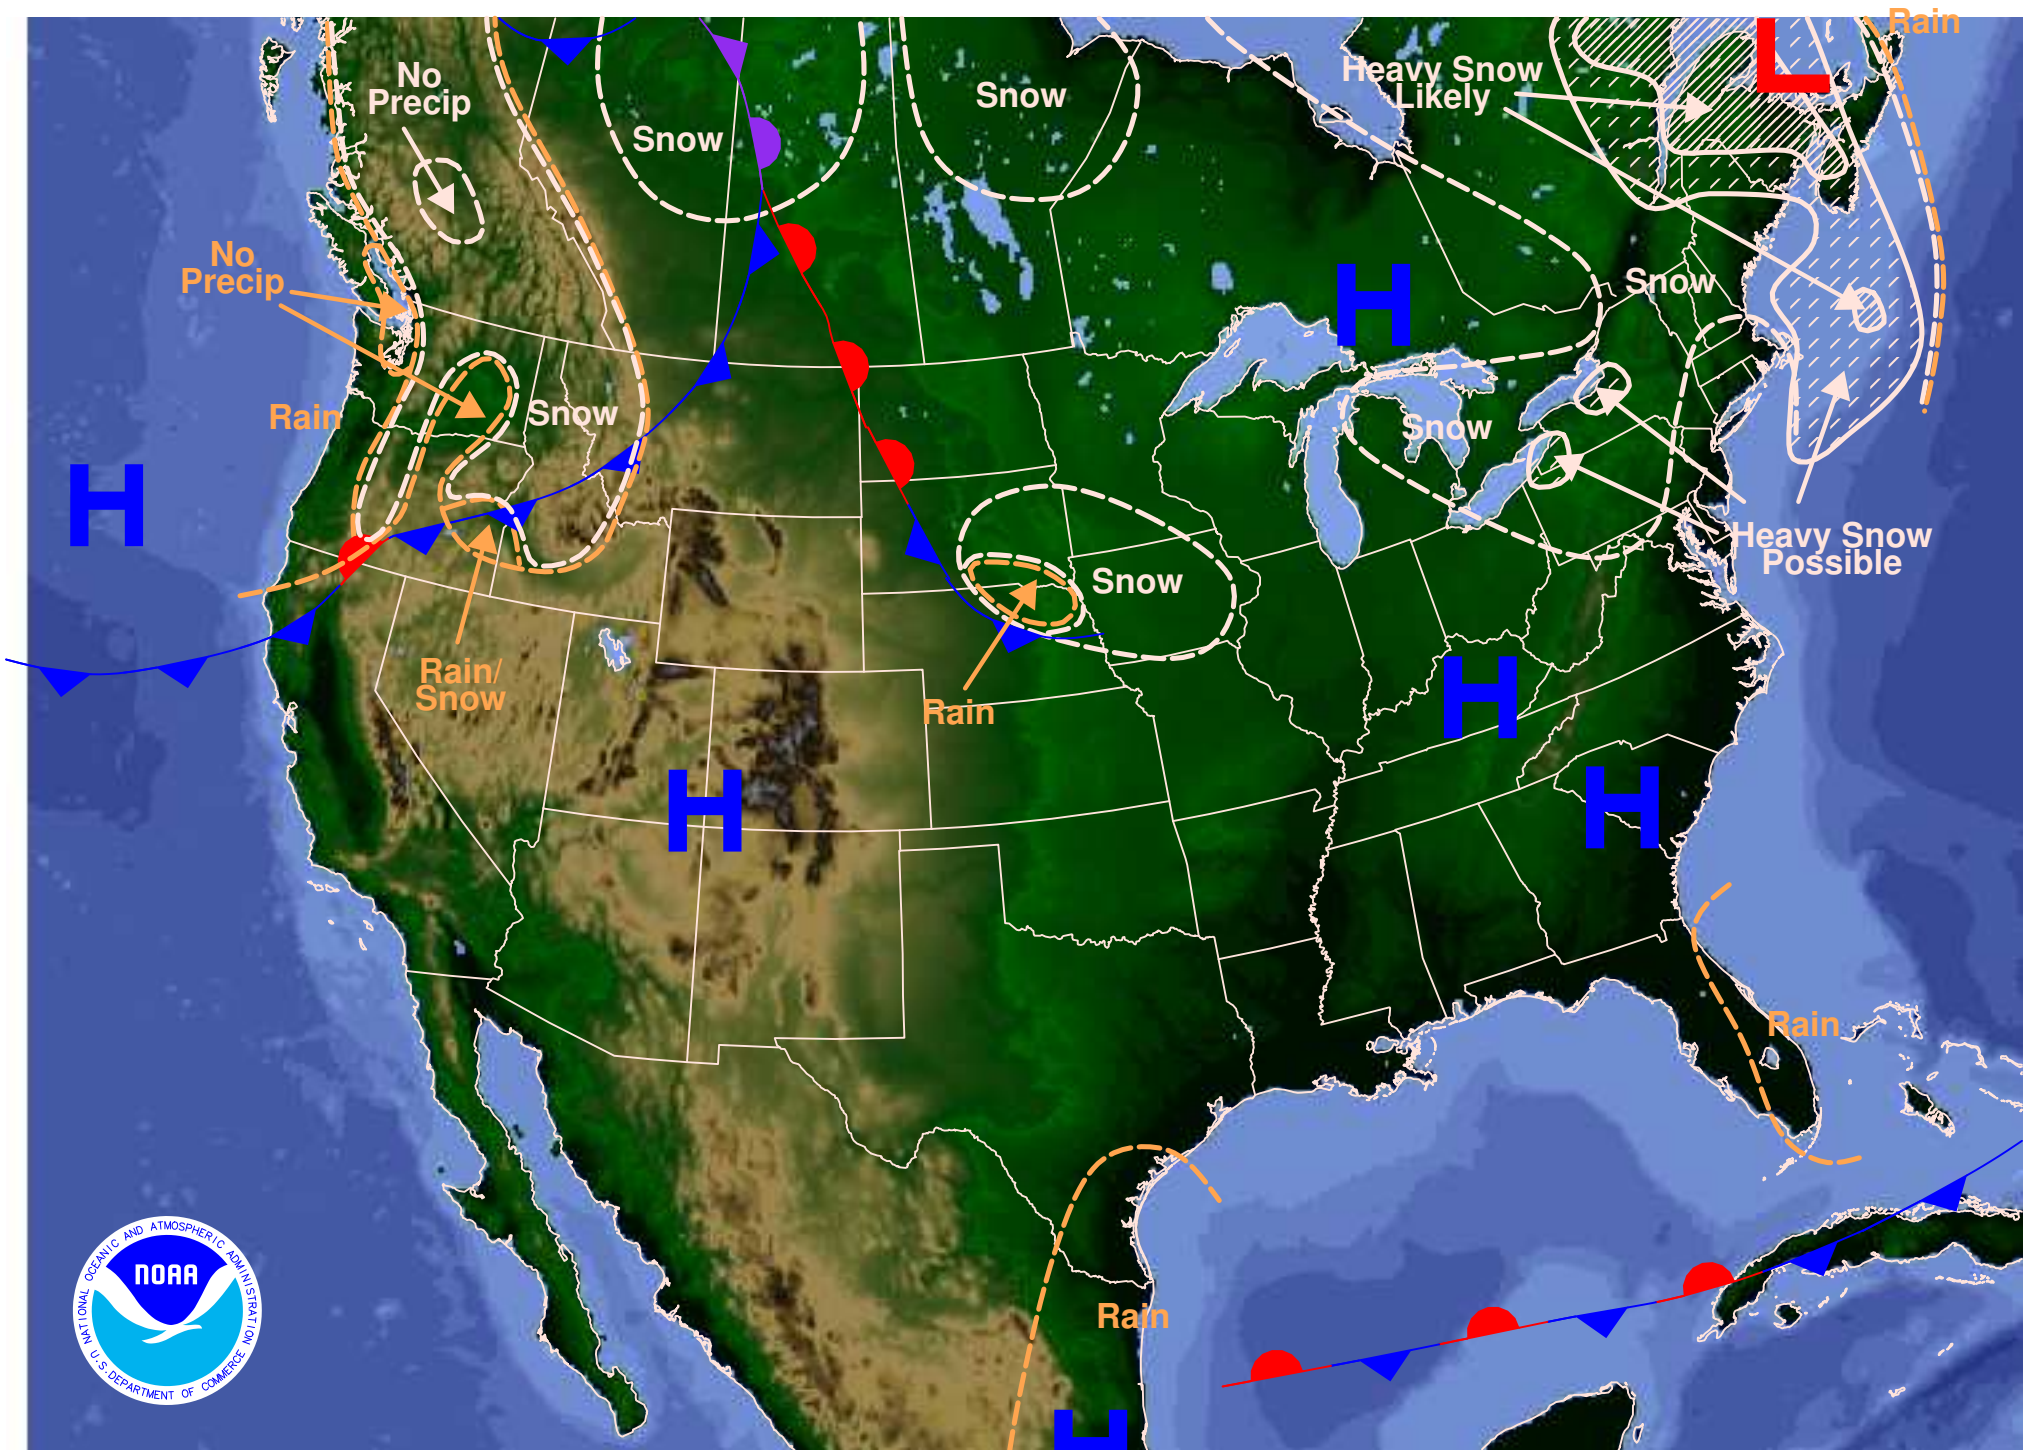 Rain
No
Precip
Heavy Snow
Likely
L
Snow
Snow
No
Precip
Snow
H
Rain
Snow
Snow
H
Heavy Snow
Possible
Snow
Rain/
Snow
Rain
H
H
H
H
Rain
Rain
H
NATIONAL OCEANIC AND ATMOSPHERIC ADMINISTRATION
NOAA
U.S. DEPARTMENT OF COMMERCE